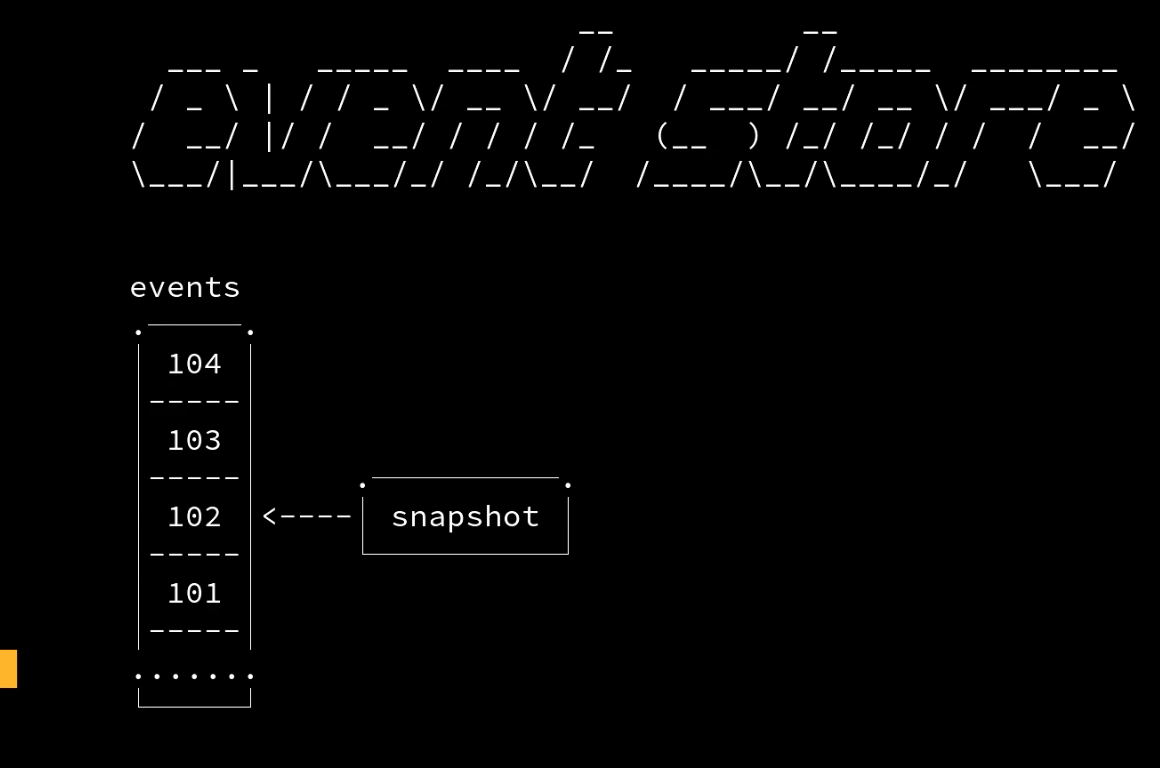 event store
events
104
103
102 <---- snapshot
101
.......